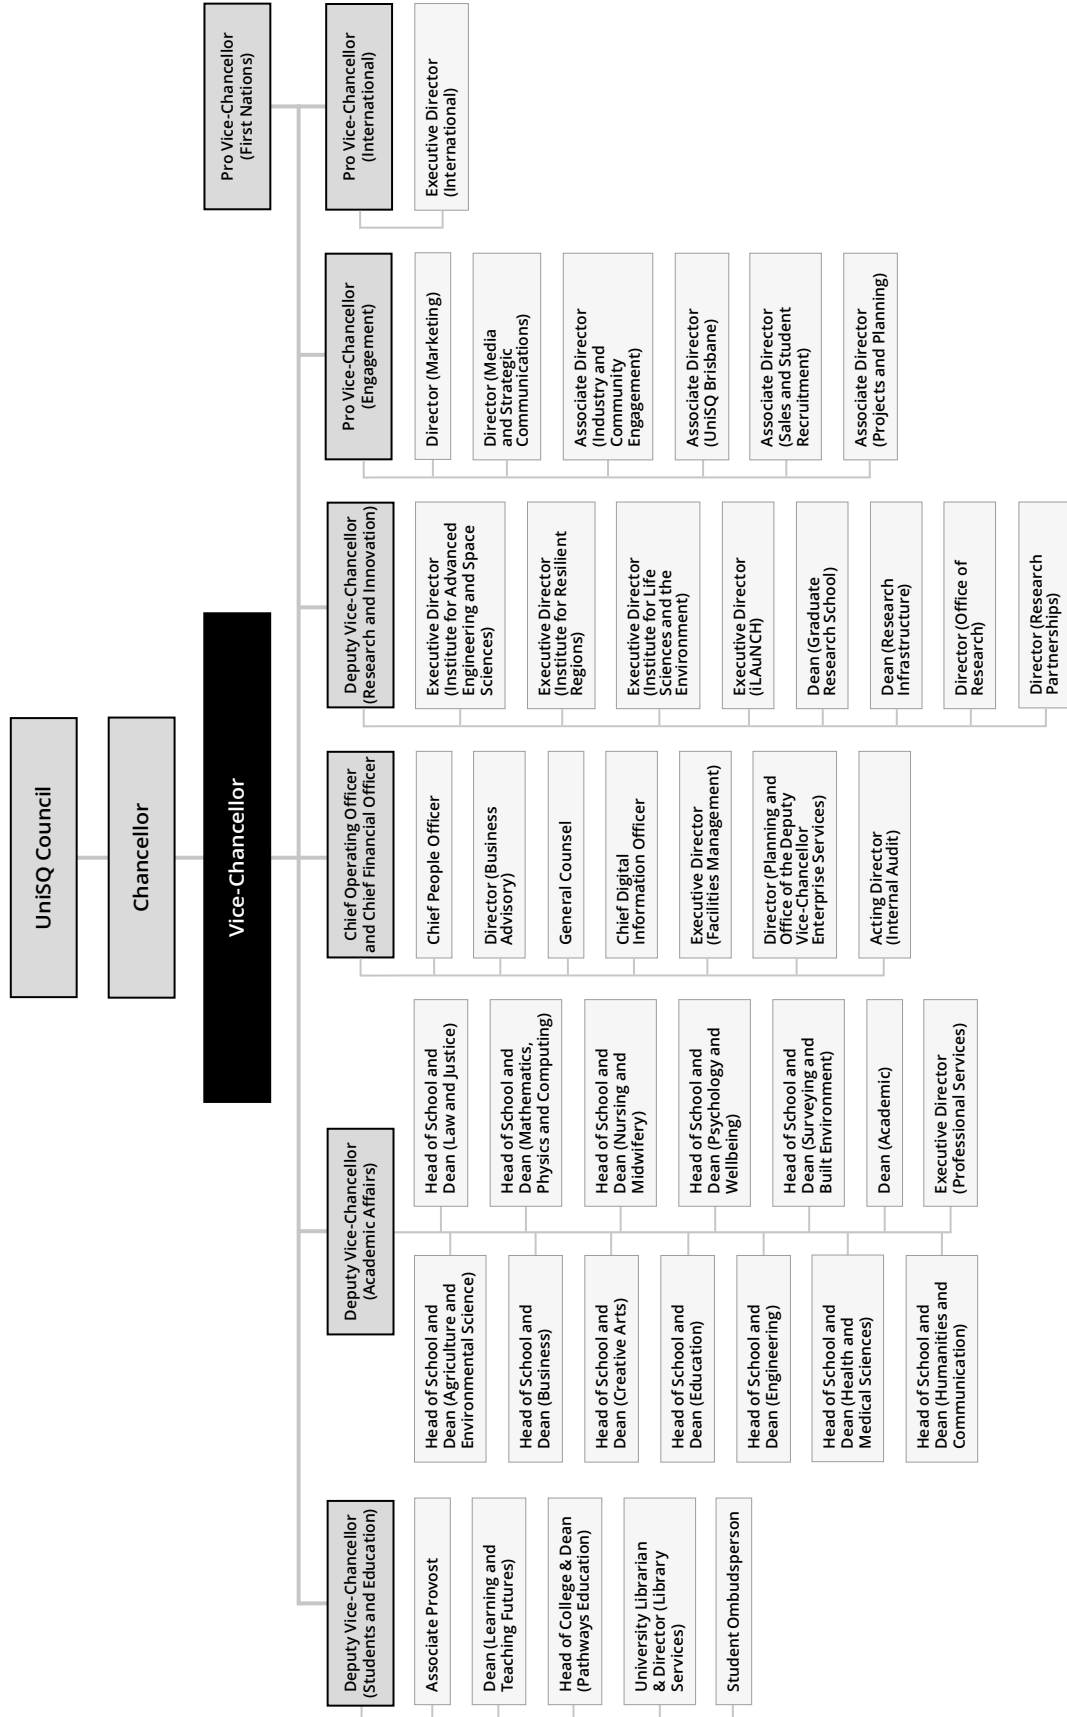 UniSQ Council
Chancellor
Vice-Chancellor
Pro Vice-Chancellor
(First Nations)
Deputy Vice-Chancellor
(Students and Education)
Associate Provost
Dean (Learning and
Teaching Futures)
Head of College & Dean
(Pathways Education)
University Librarian
& Director (Library
Services)
Student Ombudsperson
Deputy Vice-Chancellor
(Academic Affairs)
Head of School and
Dean (Agriculture and
Environmental Science)
Head of School and
Dean (Business)
Head of School and
Dean (Creative Arts)
Head of School and
Dean (Education)
Head of School and
Dean (Engineering)
Head of School and
Dean (Health and
Medical Sciences)
Head of School and
Dean (Humanities and
Communication)
Head of School and
Dean (Law and Justice)
Head of School and
Dean (Mathematics,
Physics and Computing)
Head of School and
Dean (Nursing and
Midwifery)
Head of School and
Dean (Psychology and
Wellbeing)
Head of School and
Dean (Surveying and
Built Environment)
Dean (Academic)
Executive Director
(Professional Services)
Chief Operating Officer
and Chief Financial Officer
Chief People Officer
Director (Business
Advisory)
General Counsel
Chief Digital
Information Officer
Executive Director
(Facilities Management)
Director (Planning and
Office of the Deputy
Vice-Chancellor
Enterprise Services)
Acting Director
(Internal Audit)
Deputy Vice-Chancellor
(Research and Innovation)
Executive Director
(Institute for Advanced
Engineering and Space
Sciences)
Executive Director
(Institute for Resilient
Regions)
Executive Director
(Institute for Life
Sciences and the
Environment)
Executive Director
(iLAuNCH)
Dean (Graduate
Research School)
Dean (Research
Infrastructure)
Director (Office of
Research)
Director (Research
Partnerships)
Pro Vice-Chancellor
(Engagement)
Director (Marketing)
Director (Media
and Strategic
Communications)
Associate Director
(Industry and
Community
Engagement)
Associate Director
(UniSQ Brisbane)
Associate Director
(Sales and Student
Recruitment)
Associate Director
(Projects and Planning)
Pro Vice-Chancellor
(International)
Executive Director
(International)